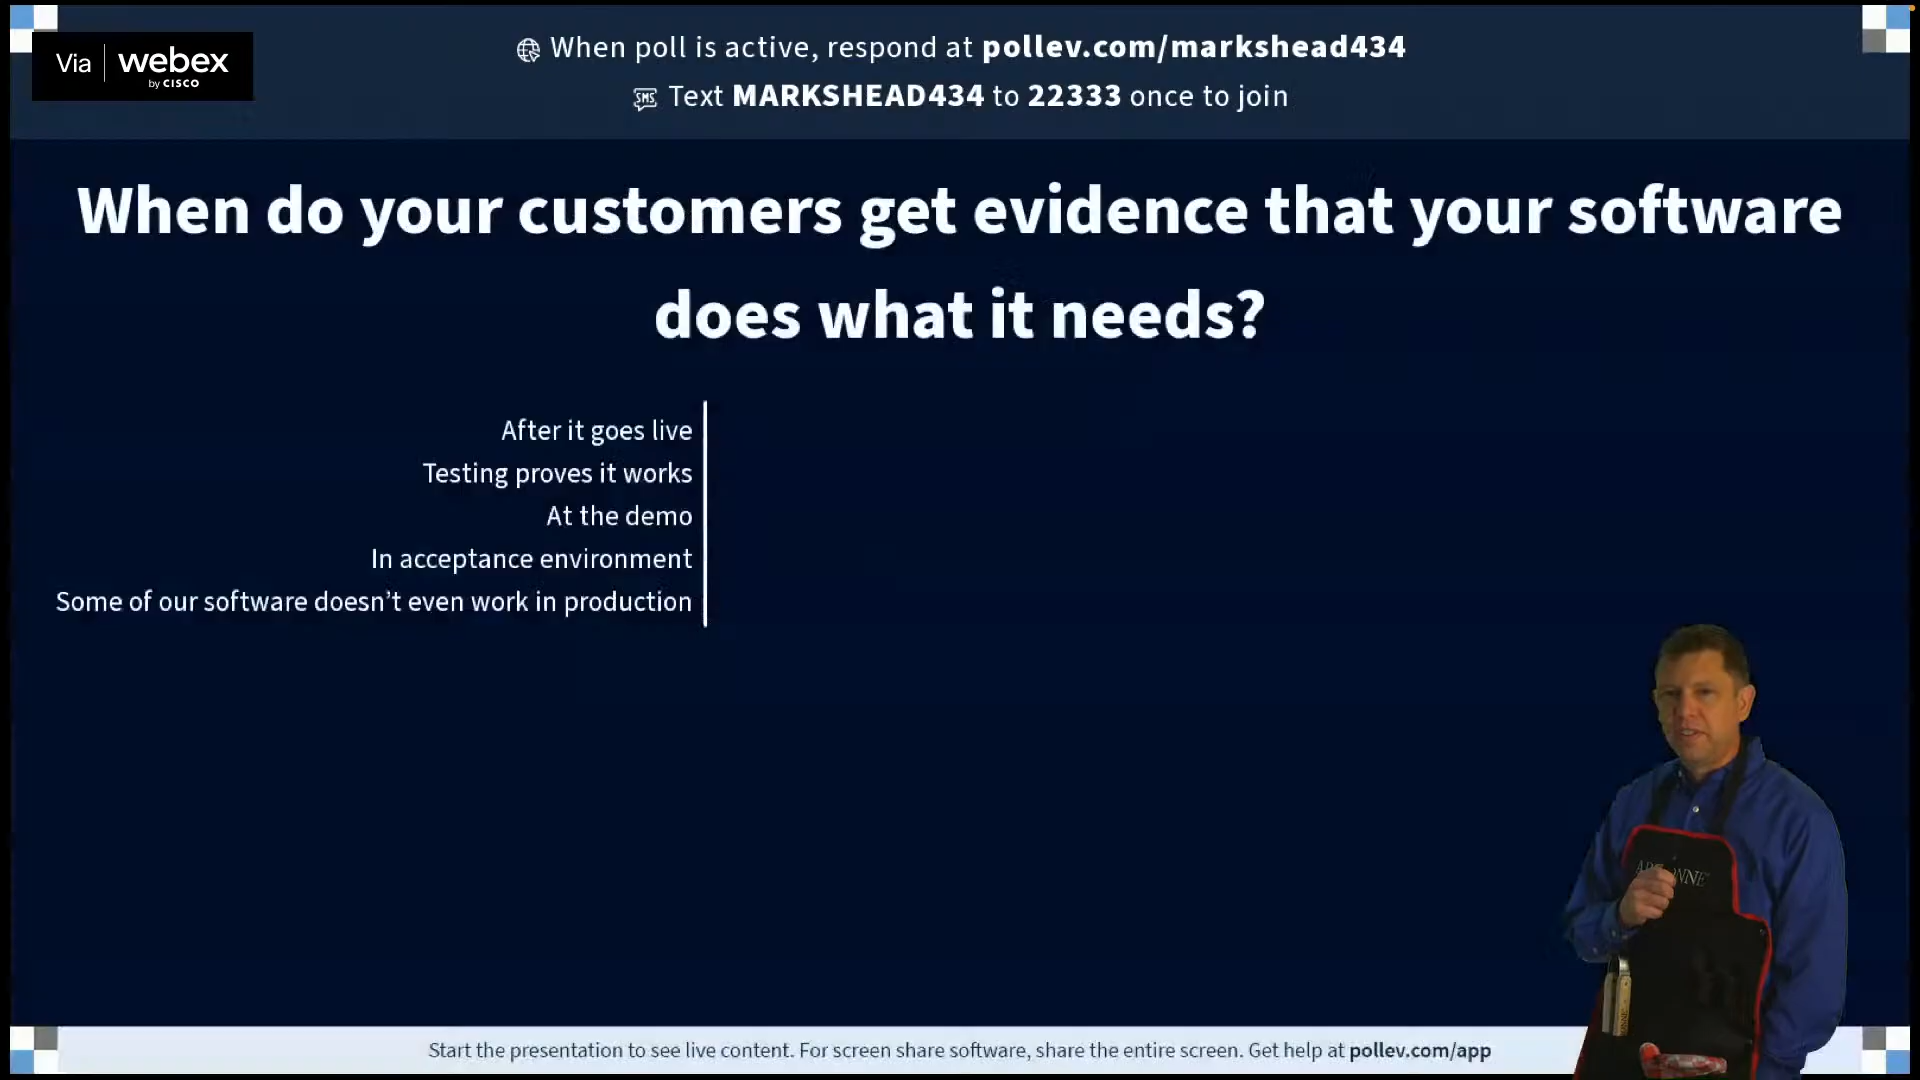 Via webex
by CISCO
When poll is active, respond at pollev.com/markshead434
SMS Text MARKSHEAD434 to 22333 once to join
When do your customers get evidence that your software
does what it needs?
After it goes live
Testing proves it works
At the demo
In acceptance environment
Some of our software doesn’t even work in production
Start the presentation to see live content. For screen share software, share the entire screen. Get help at pollev.com/app